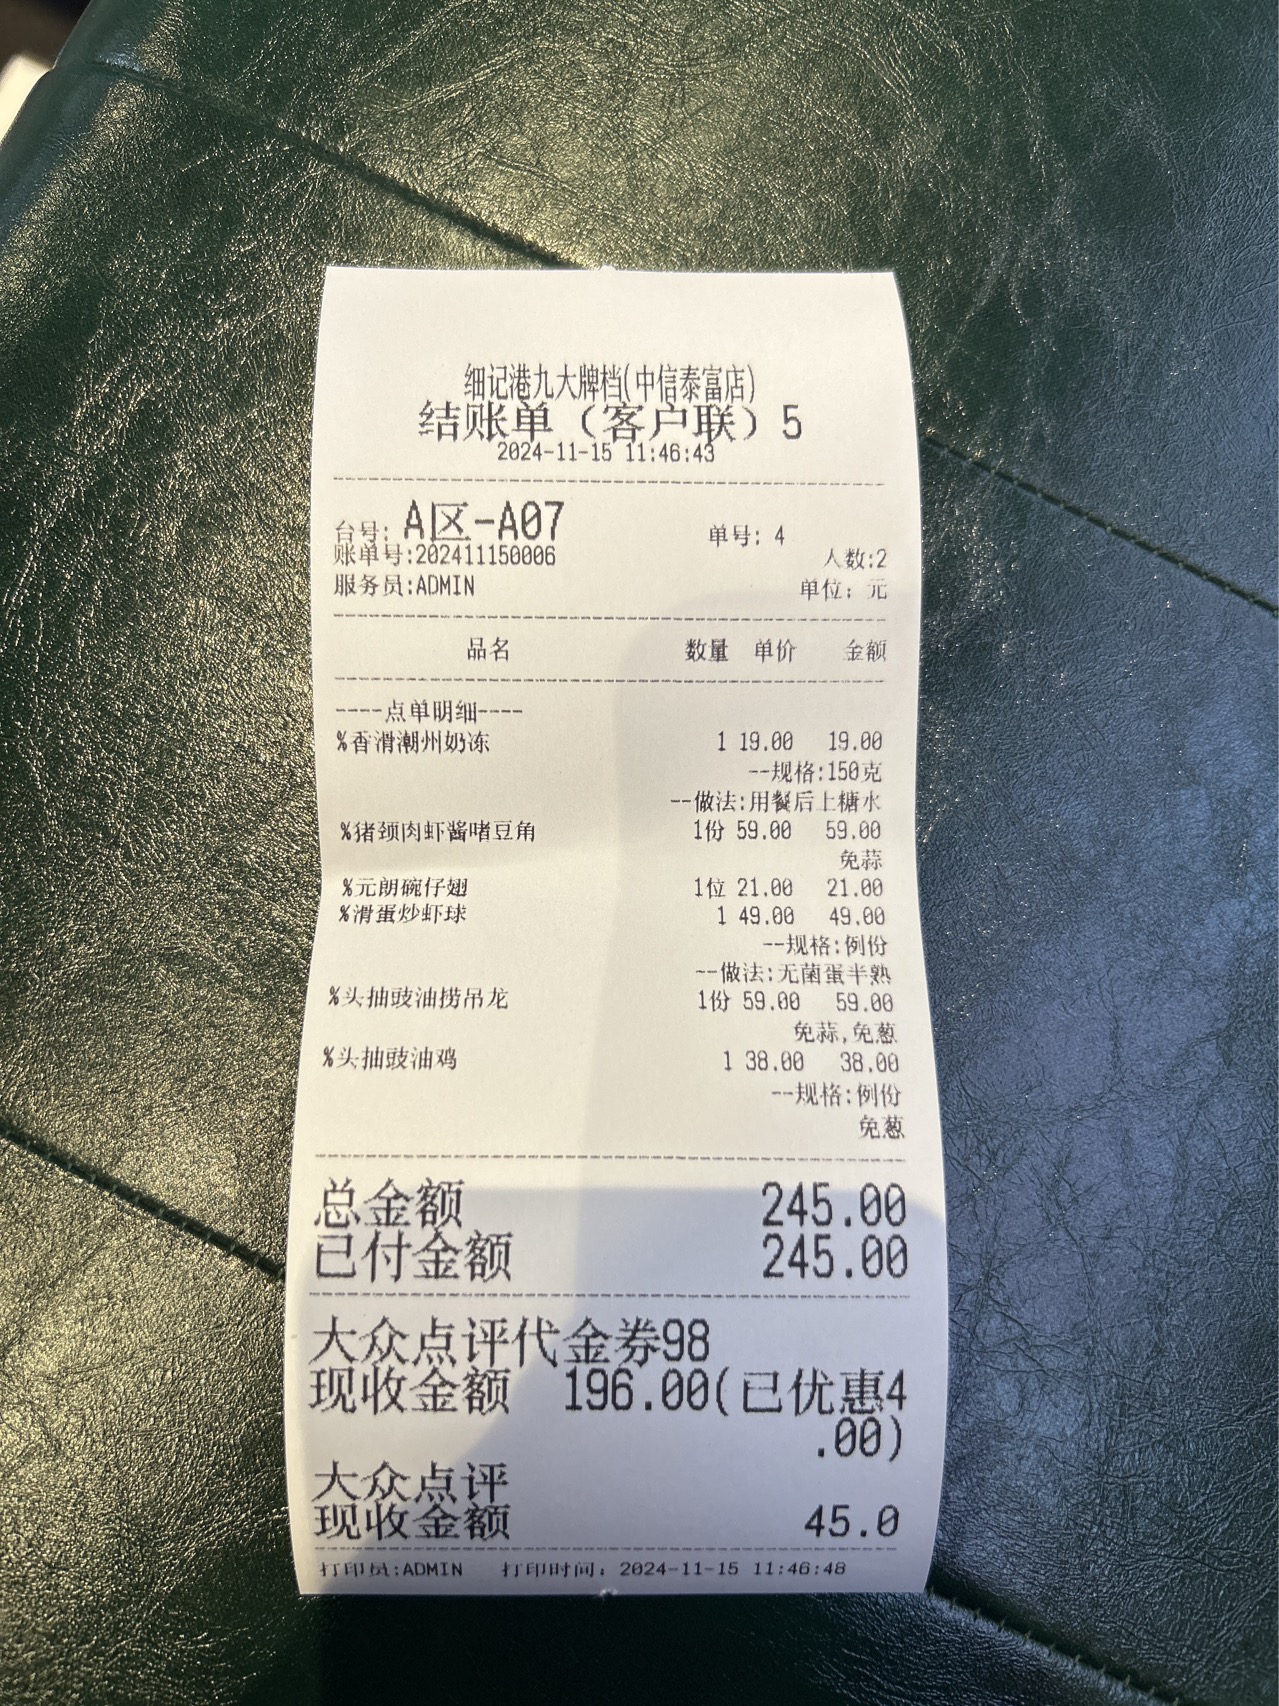 细记港九大牌档(中信泰富店)
结账单（客户联）5
2024-11-15 11:46:43
台号: A区-A07 单号: 4
账单号:202411150006 人数:2
服务员:ADMIN 单位: 元
品名 数量 单价 金额
----点单明细----
%香滑潮州奶冻 1 19.00 19.00
--规格:150克
--做法:用餐后上糖水
%猪颈肉虾酱啫豆角 1份 59.00 59.00
免蒜
%元朗碗仔翅 1位 21.00 21.00
%滑蛋炒虾球 1 49.00 49.00
--规格:例份
--做法:无菌蛋半熟
%头抽豉油捞吊龙 1份 59.00 59.00
免蒜,免葱
%头抽豉油鸡 1 38.00 38.00
--规格:例份
免葱
总金额 245.00
已付金额 245.00
大众点评代金券98
现收金额 196.00(已优惠4
.00)
大众点评
现收金额 45.0
打印员:ADMIN 打印时间: 2024-11-15 11:46:48